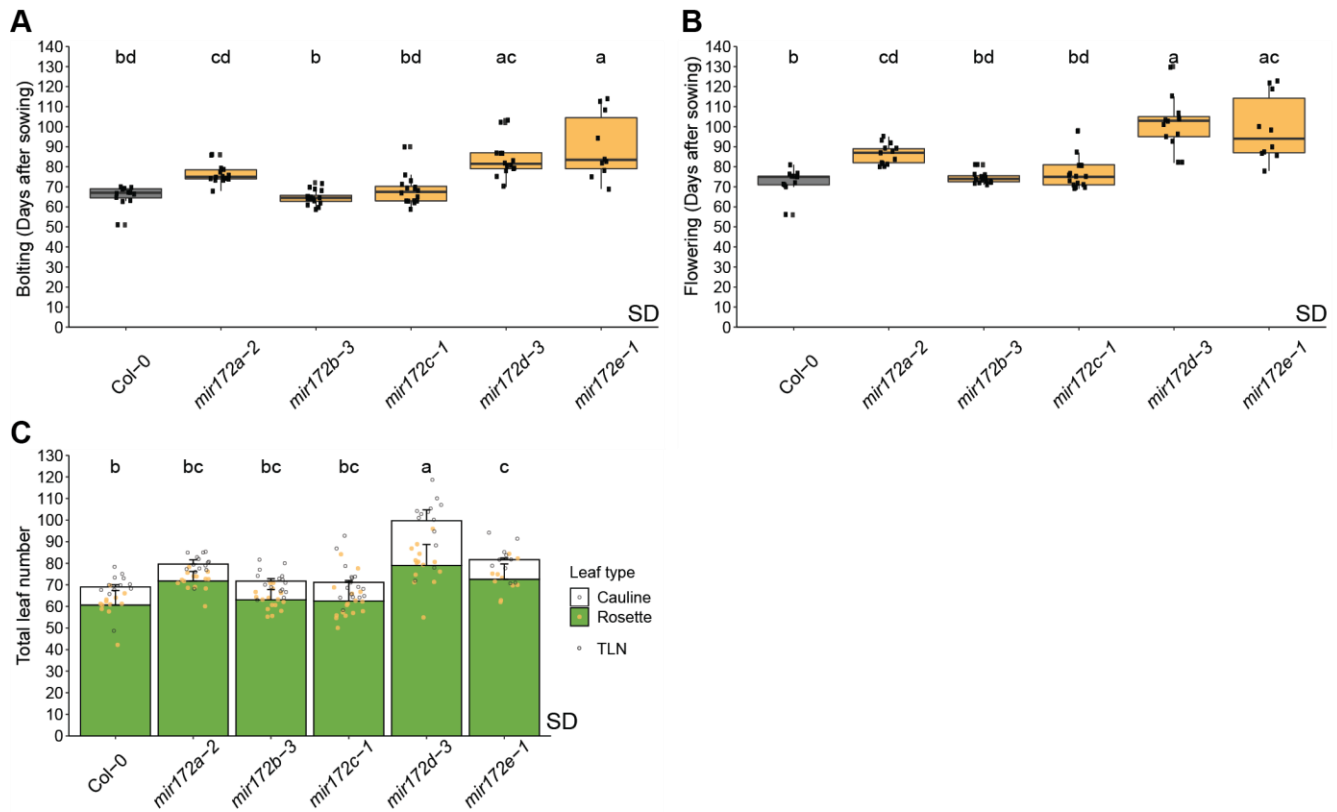 A
Bolting (Days after sowing)
140
130
120
110
100
90
80
70
60
50
40
30
20
10
0
bd cd b bd ac a
SD
Col−0 mir172a−2 mir172b−3 mir172c−1 mir172d−3 mir172e−1
B
Flowering (Days after sowing)
140
130
120
110
100
90
80
70
60
50
40
30
20
10
0
b cd bd bd a ac
SD
Col−0 mir172a−2 mir172b−3 mir172c−1 mir172d−3 mir172e−1
C
Total leaf number
130
120
110
100
90
80
70
60
50
40
30
20
10
0
b bc bc bc a c
SD
Col−0 mir172a−2 mir172b−3 mir172c−1 mir172d−3 mir172e−1
Leaf type
Cauline
Rosette
TLN